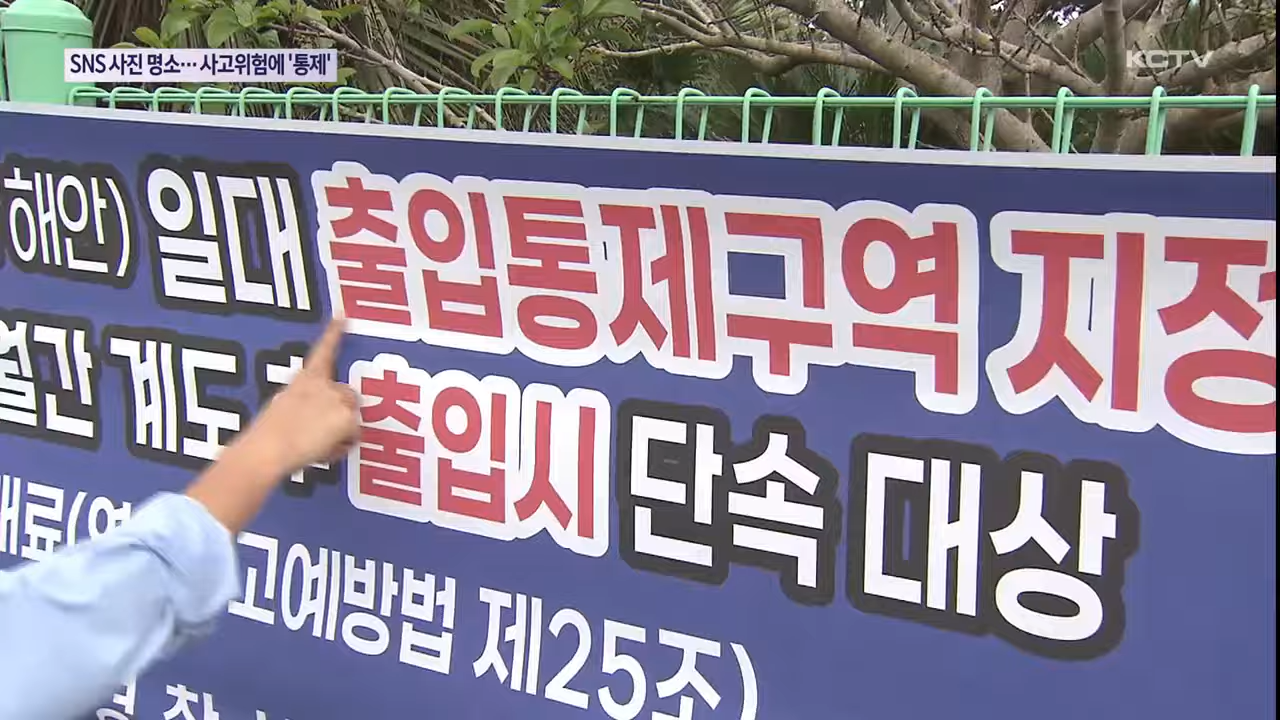 SNS 사진 명소… 사고위험에 '통제'
KCTV
해안) 일대 출입통제구역 지정
월간 계도 출입시 단속 대상
고예방법 제25조)